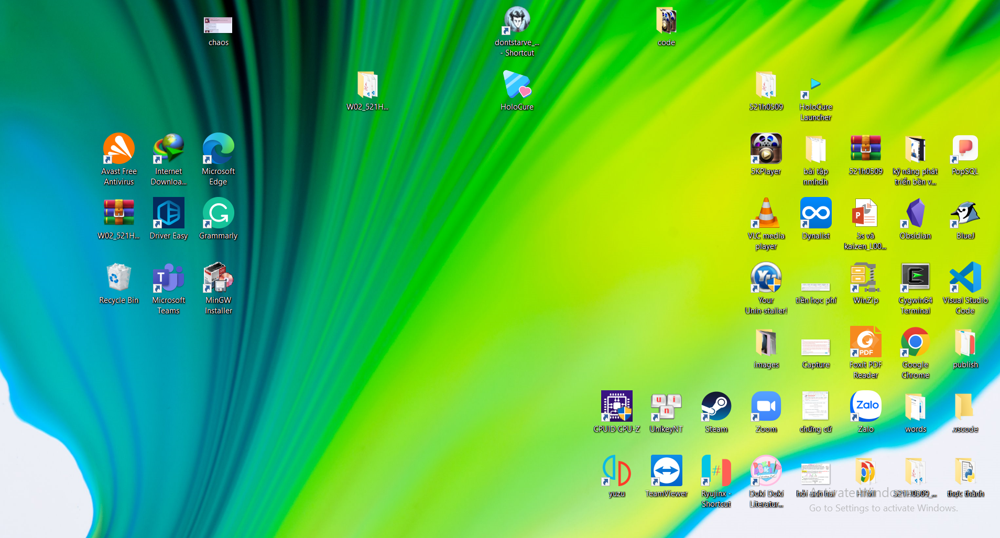 chaos
dontstarve_...
- Shortcut
code
W02_521H...
HoloCure
521h0509
HoloCure
Launcher
Avast Free
Antivirus
Internet
Downloa...
Microsoft
Edge
5KPlayer
bài tập
nmhdh
521h0509
kỹ năng phát
triển bền v...
PopSQL
W02_521H...
Driver Easy
Grammarly
VLC media
player
Dynalist
5s và
kaizen_L00...
Obsidian
BlueJ
Recycle Bin
Microsoft
Teams
MinGW
Installer
Your
Unin-staller!
tiền học phí
WinZip
Cygwin64
Terminal
Visual Studio
Code
images
Capture
PDF
Foxit PDF
Reader
Google
Chrome
publish
CPUID CPU-Z
UnikeyNT
Steam
Zoom
chứng cứ
Zalo
Zalo
words
.vscode
yuzu
TeamViewer
Ryujinx -
Shortcut
Doki Doki
Literatur...
hỏi anh hai
521H0509_...
thực thành
Activate Windows
Go to Settings to activate Windows.